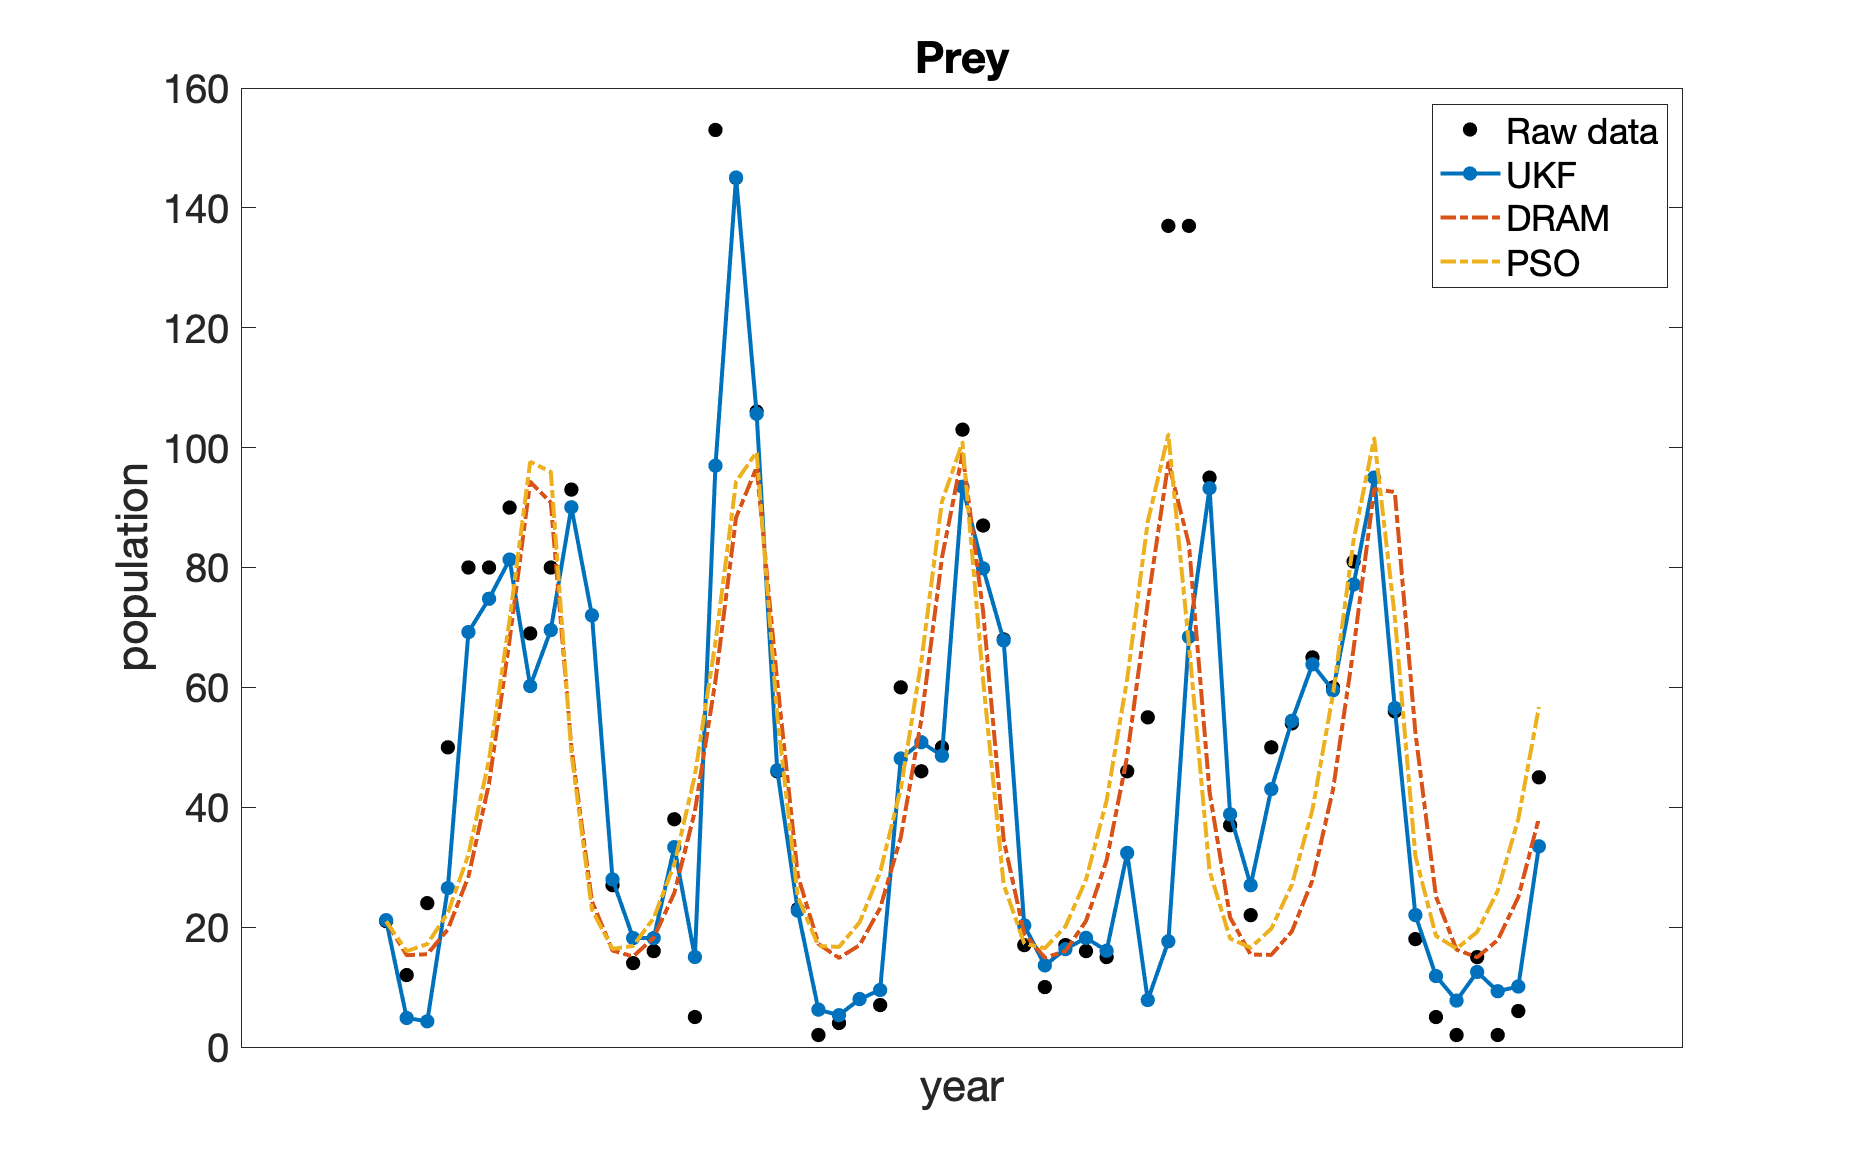 Prey
160
140
120
100
80
60
40
20
0
population
year
Raw data
UKF
DRAM
PSO